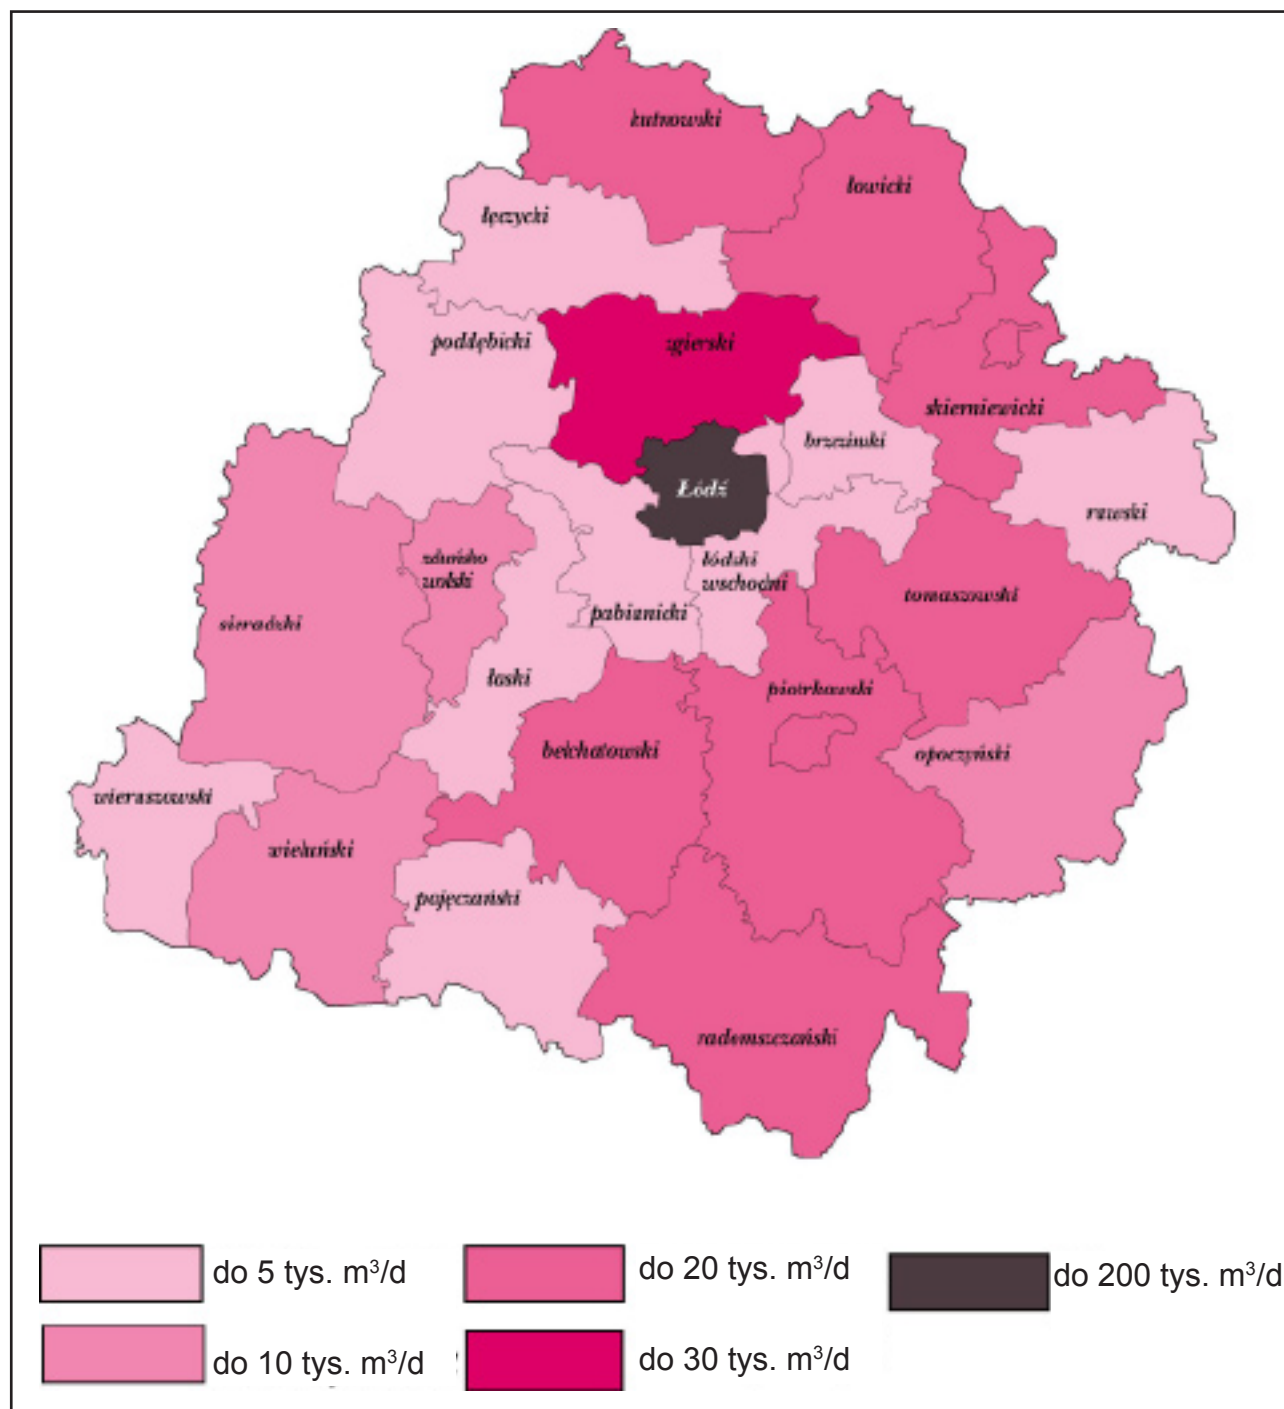 kutnowski
łowicki
łęczycki
poddębicki
zgierski
skierniewicki
brzeziński
Łódź
rawski
zduńsko
wolski
łódzki
wschodni
tomaszowski
sieradzki
pabianicki
łaski
piotrkowski
bełchatowski
opoczyński
wieruszowski
wieluński
pajęczański
radomszczański
do 5 tys. m³/d
do 20 tys. m³/d
do 200 tys. m³/d
do 10 tys. m³/d
do 30 tys. m³/d